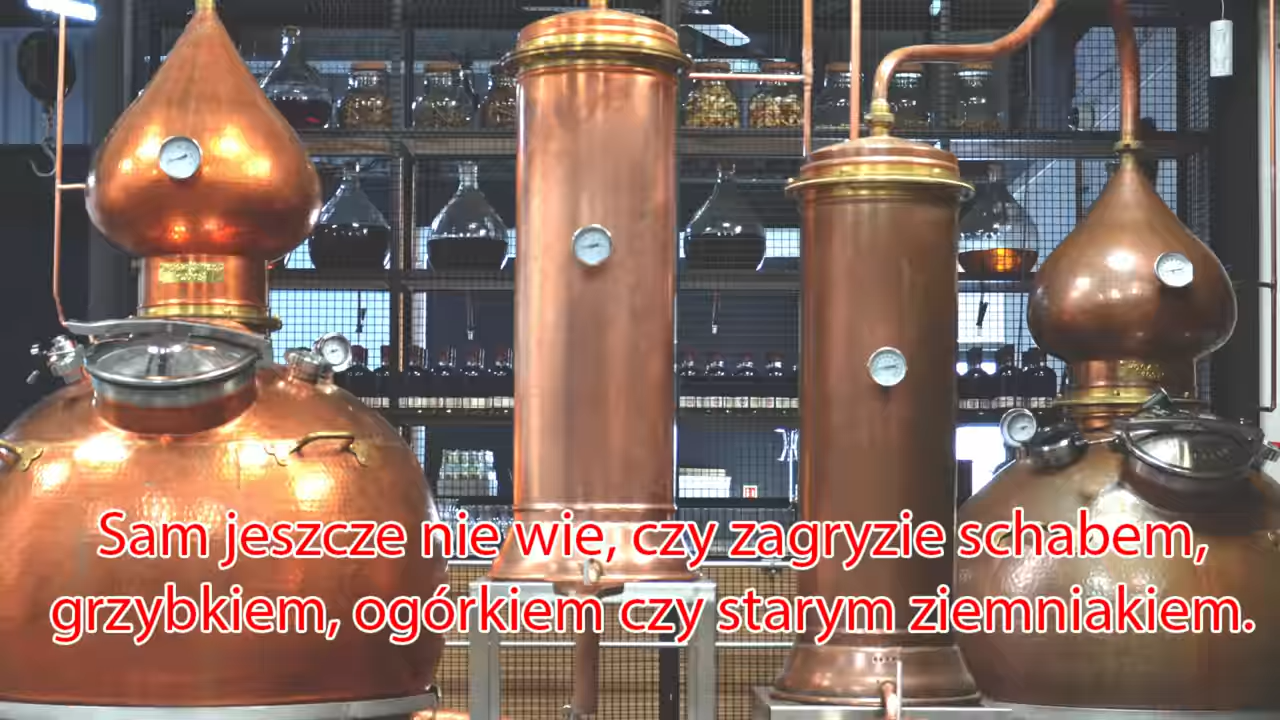 Sam jeszcze nie wie, czy zagryzie schabem,
grzybkiem, ogórkiem czy starym ziemniakiem.